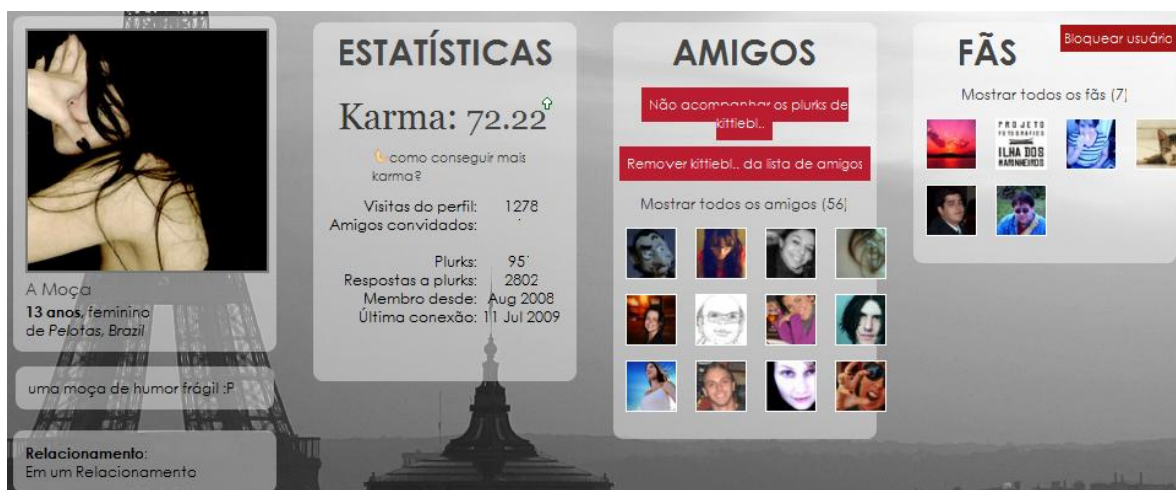 A Moça
13 anos, feminino
de Pelotas, Brazil
uma moça de humor frágil :P
Relacionamento:
Em um Relacionamento
ESTATÍSTICAS
Karma: 72.22
como conseguir mais
karma?
Visitas do perfil: 1278
Amigos convidados:
Plurks: 951
Respostas a plurks: 2802
Membro desde: Aug 2008
Última conexão: 11 Jul 2009
AMIGOS
Não acompanhar os plurks de
kittiebl..
Remover kittiebl.. da lista de amigos
Mostrar todos os amigos (56)
FÃS
Bloquear usuário
Mostrar todos os fãs (7)
PROJETO
FOTOGRÁFICO
ILHA DOS
MARINHEIROS